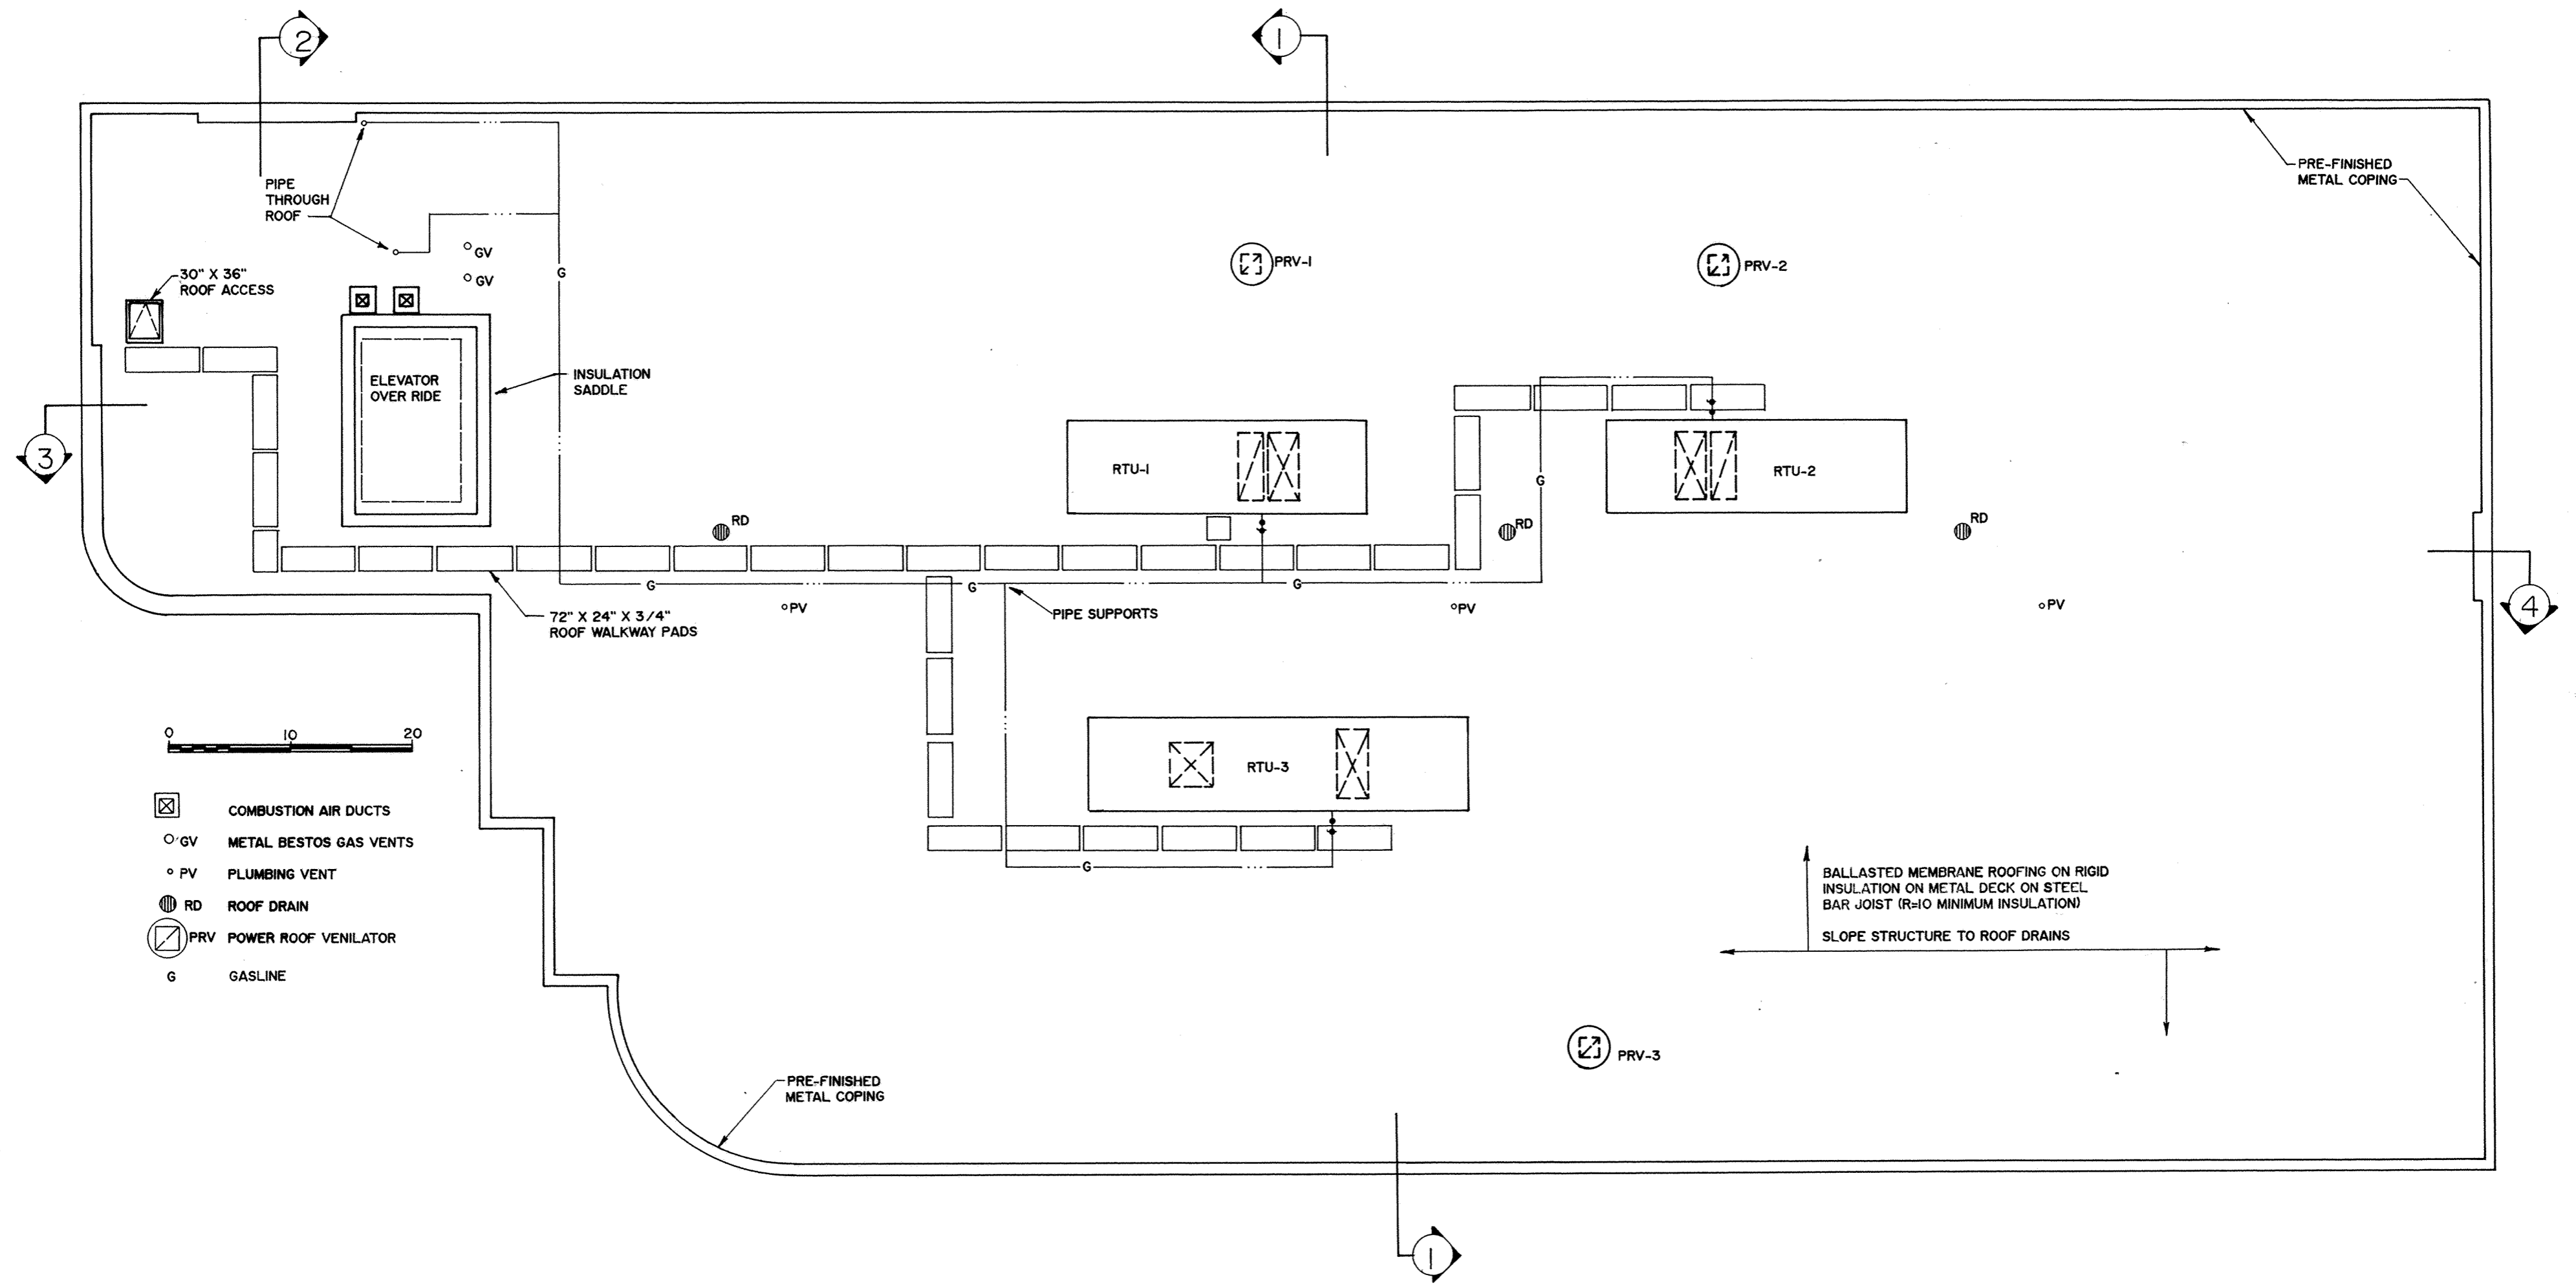 2
1
PRE-FINISHED
METAL COPING
PIPE
THROUGH
ROOF
GV
GV
G
PRV-1
PRV-2
30" X 36"
ROOF ACCESS
ELEVATOR
OVER RIDE
INSULATION
SADDLE
3
RTU-1
G
RTU-2
RD
RD
RD
G
G
G
PV
PIPE SUPPORTS
PV
PV
4
72" X 24" X 3/4"
ROOF WALKWAY PADS
0 10 20
RTU-3
G
COMBUSTION AIR DUCTS
GV METAL BESTOS GAS VENTS
PV PLUMBING VENT
RD ROOF DRAIN
PRV POWER ROOF VENILATOR
G GASLINE
BALLASTED MEMBRANE ROOFING ON RIGID
INSULATION ON METAL DECK ON STEEL
BAR JOIST (R=10 MINIMUM INSULATION)
SLOPE STRUCTURE TO ROOF DRAINS
PRV-3
PRE-FINISHED
METAL COPING
1